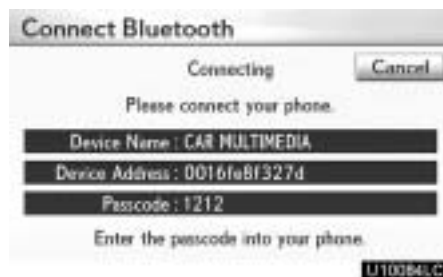 Connect Bluetooth
Connecting
Cancel
Please connect your phone.
Device Name : CAR MULTIMEDIA
Device Address : 0016fe8f327d
Passcode : 1212
Enter the passcode into your phone.
U10084LC